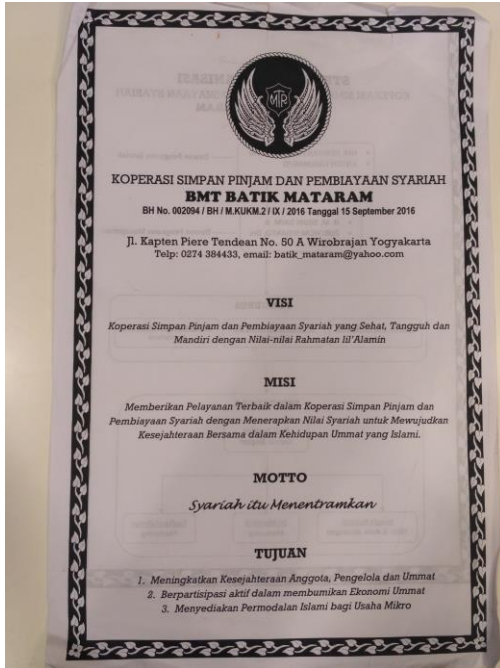 MTR
KOPERASI SIMPAN PINJAM DAN PEMBIAYAAN SYARIAH
BMT BATIK MATARAM
BH No. 002094 / BH / M.KUKM.2 / IX / 2016 Tanggal 15 September 2016
Jl. Kapten Piere Tendean No. 50 A Wirobrajan Yogyakarta
Telp: 0274 384433, email: batik_mataram@yahoo.com
VISI
Koperasi Simpan Pinjam dan Pembiayaan Syariah yang Sehat, Tangguh dan
Mandiri dengan Nilai-nilai Rahmatan lil'Alamin
MISI
Memberikan Pelayanan Terbaik dalam Koperasi Simpan Pinjam dan
Pembiayaan Syariah dengan Menerapkan Nilai Syariah untuk Mewujudkan
Kesejahteraan Bersama dalam Kehidupan Ummat yang Islami.
MOTTO
Syariah itu Menentramkan
TUJUAN
1. Meningkatkan Kesejahteraan Anggota, Pengelola dan Ummat
2. Berpartisipasi aktif dalam membumikan Ekonomi Ummat
3. Menyediakan Permodalan Islami bagi Usaha Mikro